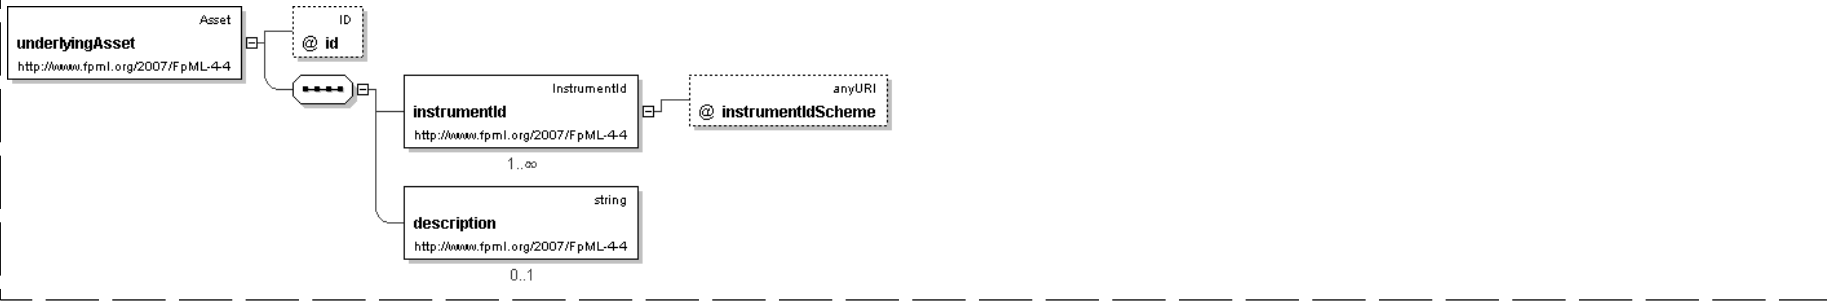 Asset
underlyingAsset
http://www.fpml.org/2007/FpML-4-4
ID
@ id
InstrumentId
instrumentId
http://www.fpml.org/2007/FpML-4-4
1..∞
anyURI
@ instrumentIdScheme
string
description
http://www.fpml.org/2007/FpML-4-4
0..1